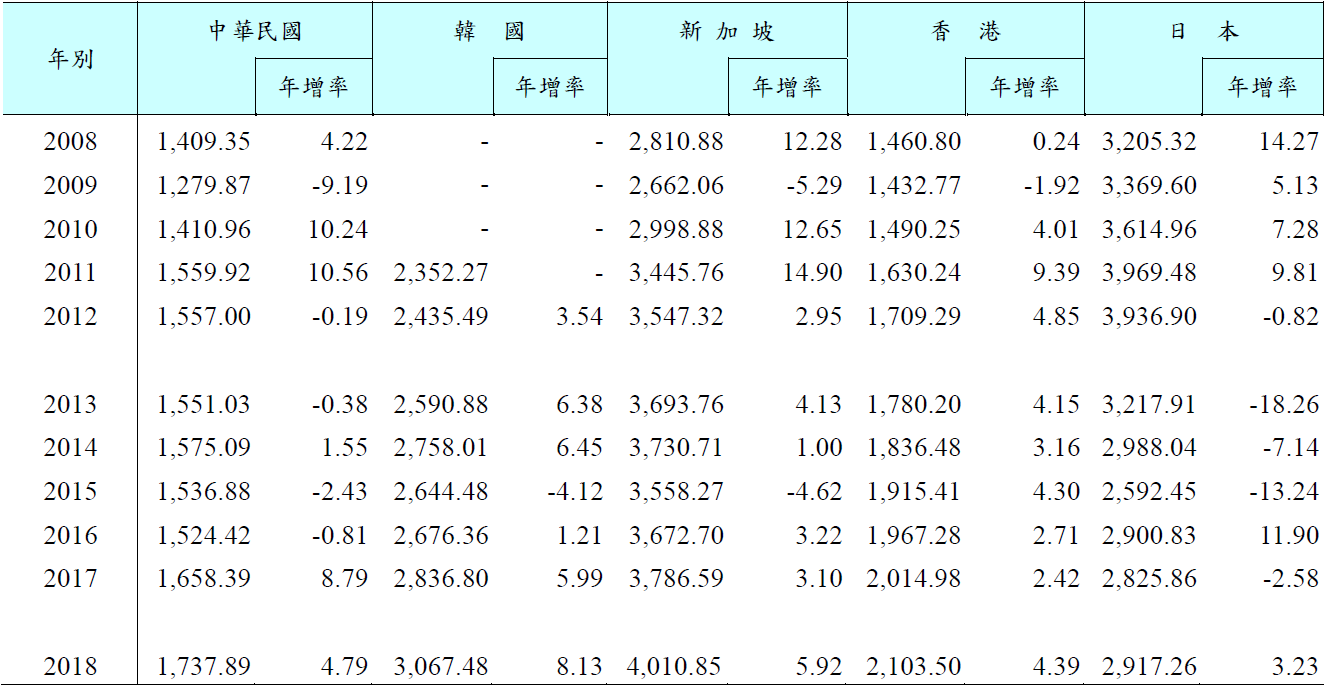 年別 中華民國 韓國 新加坡 香港 日本
年增率 年增率 年增率 年增率 年增率
2008 1,409.35 4.22 - - 2,810.88 12.28 1,460.80 0.24 3,205.32 14.27
2009 1,279.87 -9.19 - - 2,662.06 -5.29 1,432.77 -1.92 3,369.60 5.13
2010 1,410.96 10.24 - - 2,998.88 12.65 1,490.25 4.01 3,614.96 7.28
2011 1,559.92 10.56 2,352.27 - 3,445.76 14.90 1,630.24 9.39 3,969.48 9.81
2012 1,557.00 -0.19 2,435.49 3.54 3,547.32 2.95 1,709.29 4.85 3,936.90 -0.82
2013 1,551.03 -0.38 2,590.88 6.38 3,693.76 4.13 1,780.20 4.15 3,217.91 -18.26
2014 1,575.09 1.55 2,758.01 6.45 3,730.71 1.00 1,836.48 3.16 2,988.04 -7.14
2015 1,536.88 -2.43 2,644.48 -4.12 3,558.27 -4.62 1,915.41 4.30 2,592.45 -13.24
2016 1,524.42 -0.81 2,676.36 1.21 3,672.70 3.22 1,967.28 2.71 2,900.83 11.90
2017 1,658.39 8.79 2,836.80 5.99 3,786.59 3.10 2,014.98 2.42 2,825.86 -2.58
2018 1,737.89 4.79 3,067.48 8.13 4,010.85 5.92 2,103.50 4.39 2,917.26 3.23